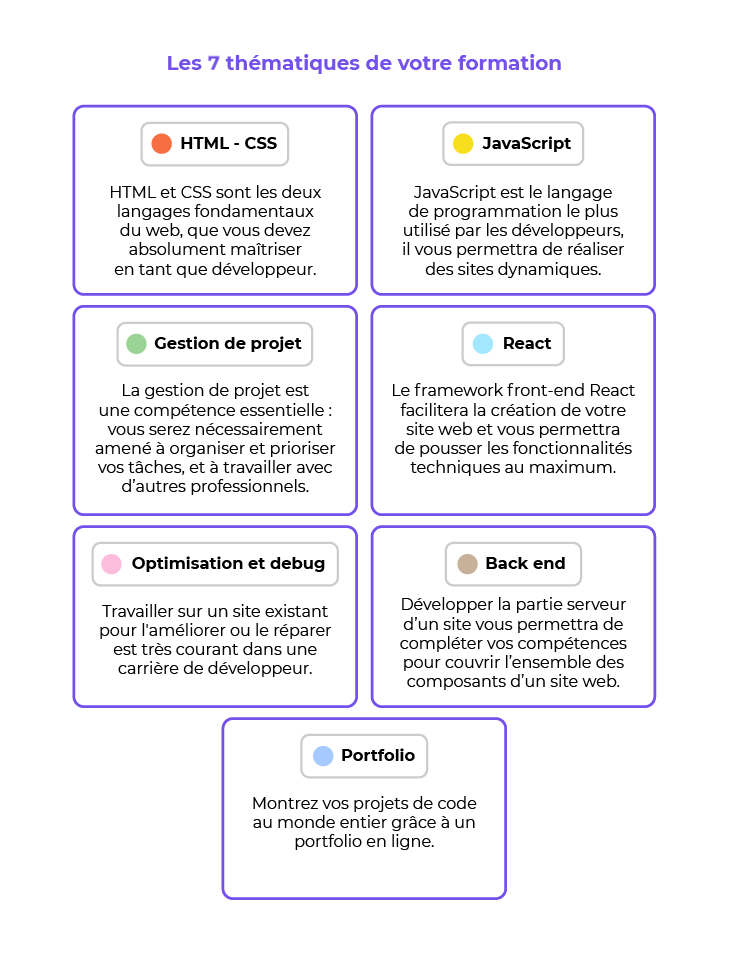 Les 7 thématiques de votre formation
HTML - CSS
HTML et CSS sont les deux
langages fondamentaux
du web, que vous devez
absolument maîtriser
en tant que développeur.
JavaScript
JavaScript est le langage
de programmation le plus
utilisé par les développeurs,
il vous permettra de réaliser
des sites dynamiques.
Gestion de projet
La gestion de projet est
une compétence essentielle :
vous serez nécessairement
amené à organiser et prioriser
vos tâches, et à travailler avec
d’autres professionnels.
React
Le framework front-end React
facilitera la création de votre
site web et vous permettra
de pousser les fonctionnalités
techniques au maximum.
Optimisation et debug
Travailler sur un site existant
pour l'améliorer ou le réparer
est très courant dans une
carrière de développeur.
Back end
Développer la partie serveur
d’un site vous permettra de
compléter vos compétences
pour couvrir l’ensemble des
composants d’un site web.
Portfolio
Montrez vos projets de code
au monde entier grâce à un
portfolio en ligne.